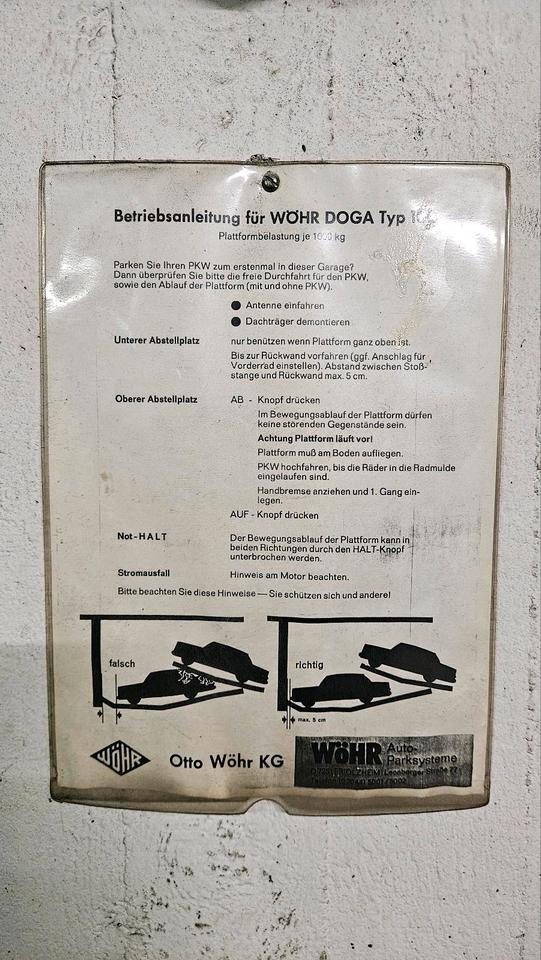 Betriebsanleitung für WÖHR DOGA Typ
Plattformbelastung je kg
Parken Sie Ihren PKW zum erstenmal in dieser Garage?
Dann überprüfen Sie bitte die freie Durchfahrt für den PKW,
sowie den Ablauf der Plattform (mit und ohne PKW).
● Antenne einfahren
● Dachträger demontieren
Unterer Abstellplatz nur benützen wenn Plattform ganz oben ist.
Bis zur Rückwand vorfahren (ggf. Anschlag für
Vorderrad einstellen). Abstand zwischen Stoß-
stange und Rückwand max. 5 cm.
Oberer Abstellplatz AB - Knopf drücken
Im Bewegungsablauf der Plattform dürfen
keine störenden Gegenstände sein.
Achtung Plattform läuft vor!
Plattform muß am Boden aufliegen.
PKW hochfahren, bis die Räder in die Radmulde
eingelaufen sind.
Handbremse anziehen und 1. Gang ein-
legen.
AUF - Knopf drücken
Not-HALT Der Bewegungsablauf der Plattform kann in
beiden Richtungen durch den HALT-Knopf
unterbrochen werden.
Stromausfall Hinweis am Motor beachten.
Bitte beachten Sie diese Hinweise — Sie schützen sich und andere!
falsch
richtig
max. 5 cm
WÖHR
Otto Wöhr KG
WÖHR Auto-
Parksysteme
Leonberger Straße 77